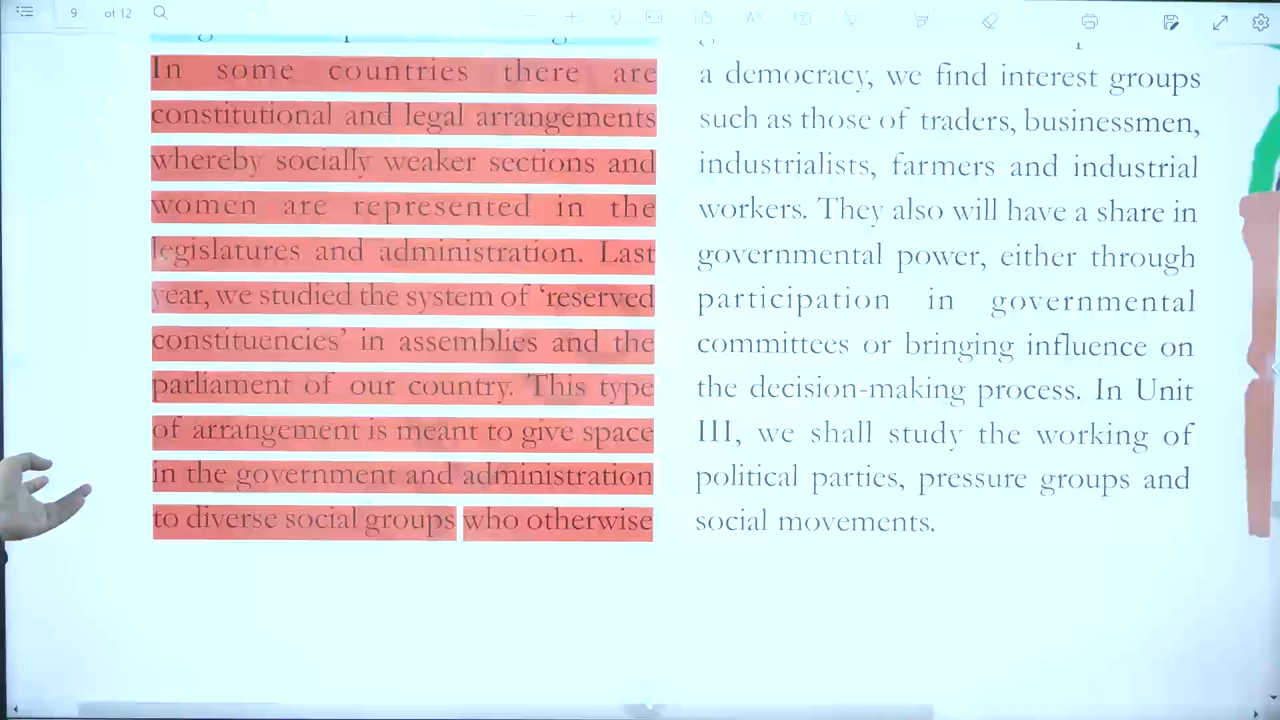 9 of 12
In some countries there are
constitutional and legal arrangements
whereby socially weaker sections and
women are represented in the
legislatures and administration. Last
year, we studied the system of ‘reserved
constituencies’ in assemblies and the
parliament of our country. This type
of arrangement is meant to give space
in the government and administration
to diverse social groups who otherwise
a democracy, we find interest groups
such as those of traders, businessmen,
industrialists, farmers and industrial
workers. They also will have a share in
governmental power, either through
participation in governmental
committees or bringing influence on
the decision-making process. In Unit
III, we shall study the working of
political parties, pressure groups and
social movements.